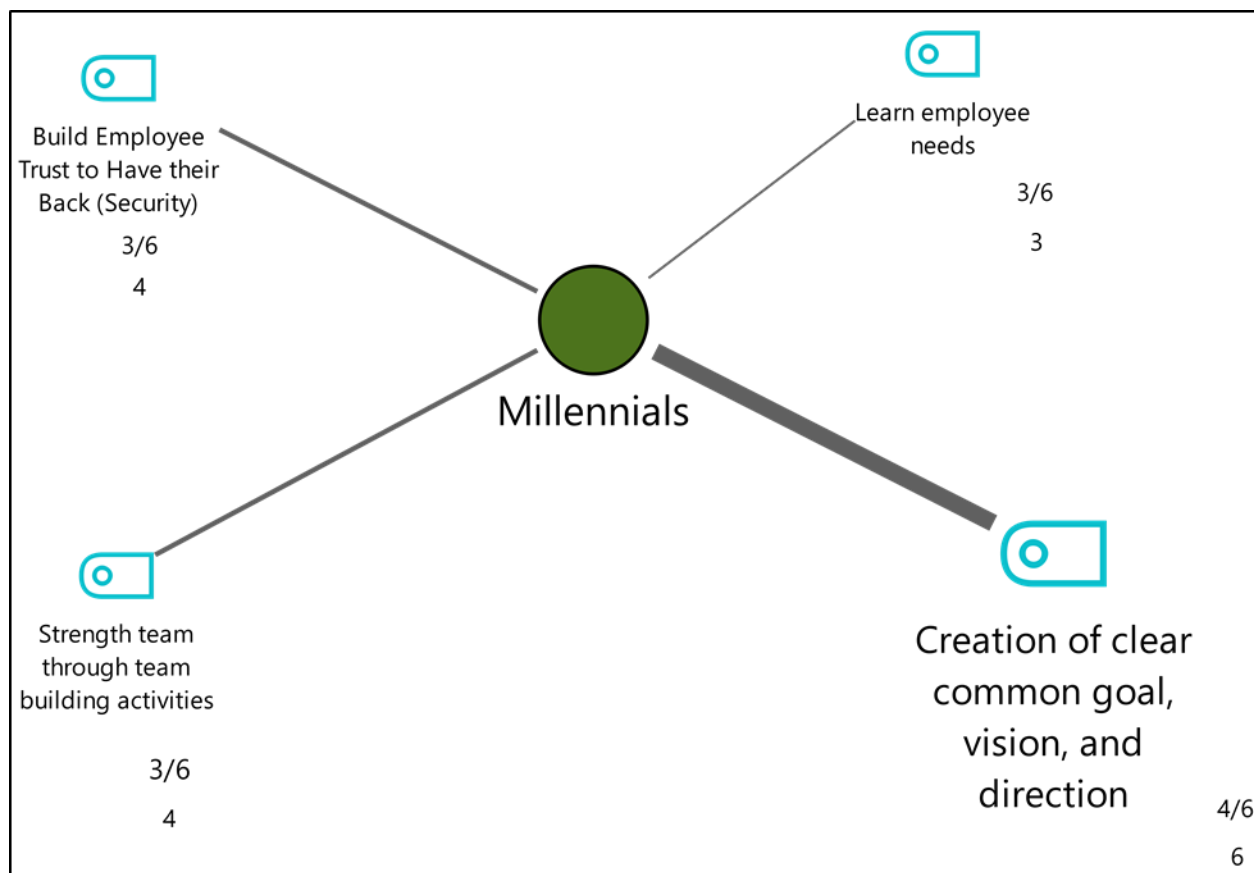 Build Employee
Trust to Have their
Back (Security)
3/6
4
Learn employee
needs
3/6
3
Millennials
Strength team
through team
building activities
3/6
4
Creation of clear
common goal,
vision, and
direction
4/6
6